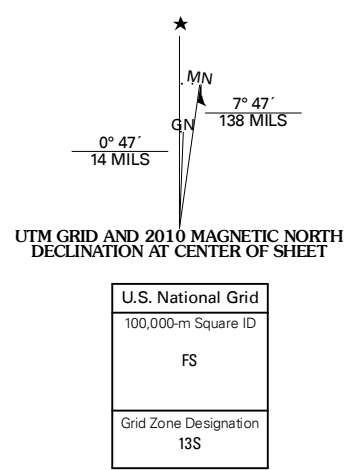 ★
MN
7° 47´
138 MILS
GN
0° 47´
14 MILS
UTM GRID AND 2010 MAGNETIC NORTH
DECLINATION AT CENTER OF SHEET
U.S. National Grid
100,000-m Square ID
FS
Grid Zone Designation
13S